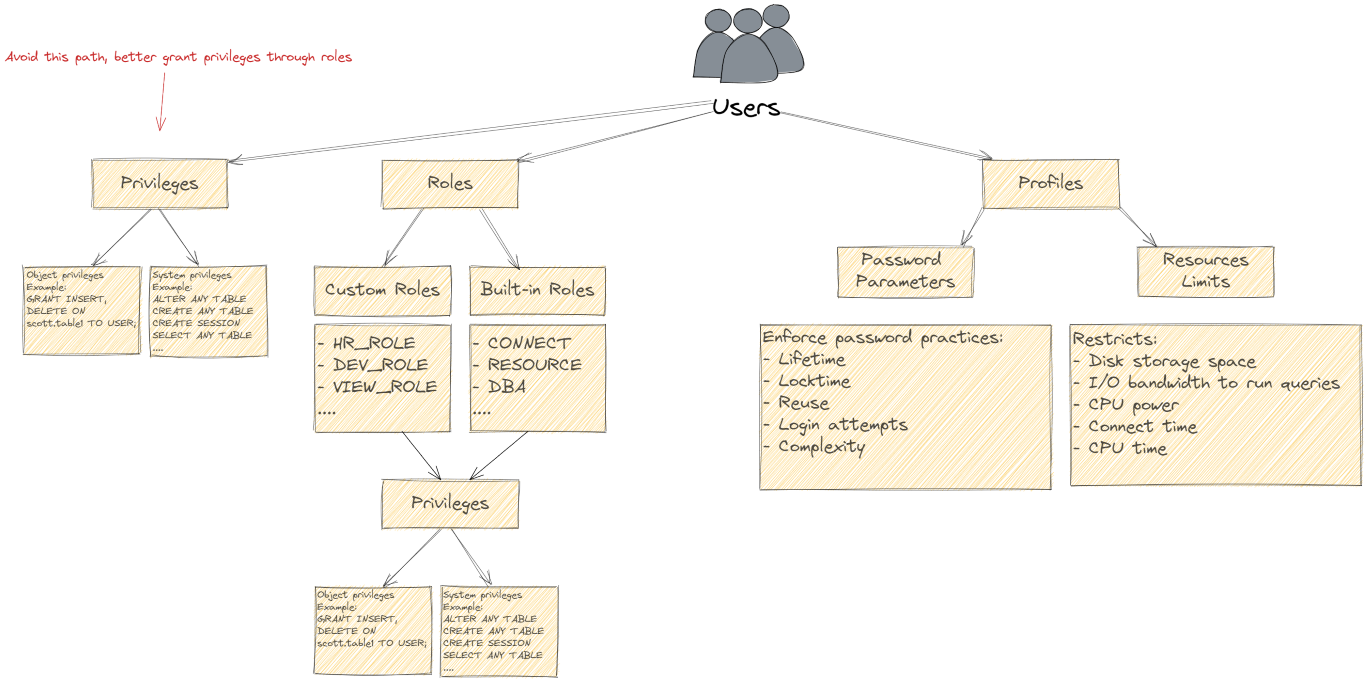 Avoid this path, better grant privileges through roles
Users
Privileges
Roles
Profiles
Object privileges
Example:
GRANT INSERT,
DELETE ON
scott.table1 TO USER;
System privileges
Example:
ALTER ANY TABLE
CREATE ANY TABLE
CREATE SESSION
SELECT ANY TABLE
....
Custom Roles
Built-in Roles
Password
Parameters
Resources
Limits
- HR_ROLE
- DEV_ROLE
- VIEW_ROLE
....
- CONNECT
- RESOURCE
- DBA
....
Enforce password practices:
- Lifetime
- Locktime
- Reuse
- Login attempts
- Complexity
Restricts:
- Disk storage space
- I/O bandwidth to run queries
- CPU power
- Connect time
- CPU time
Privileges
Object privileges
Example:
GRANT INSERT,
DELETE ON
scott.table1 TO USER;
System privileges
Example:
ALTER ANY TABLE
CREATE ANY TABLE
CREATE SESSION
SELECT ANY TABLE
....